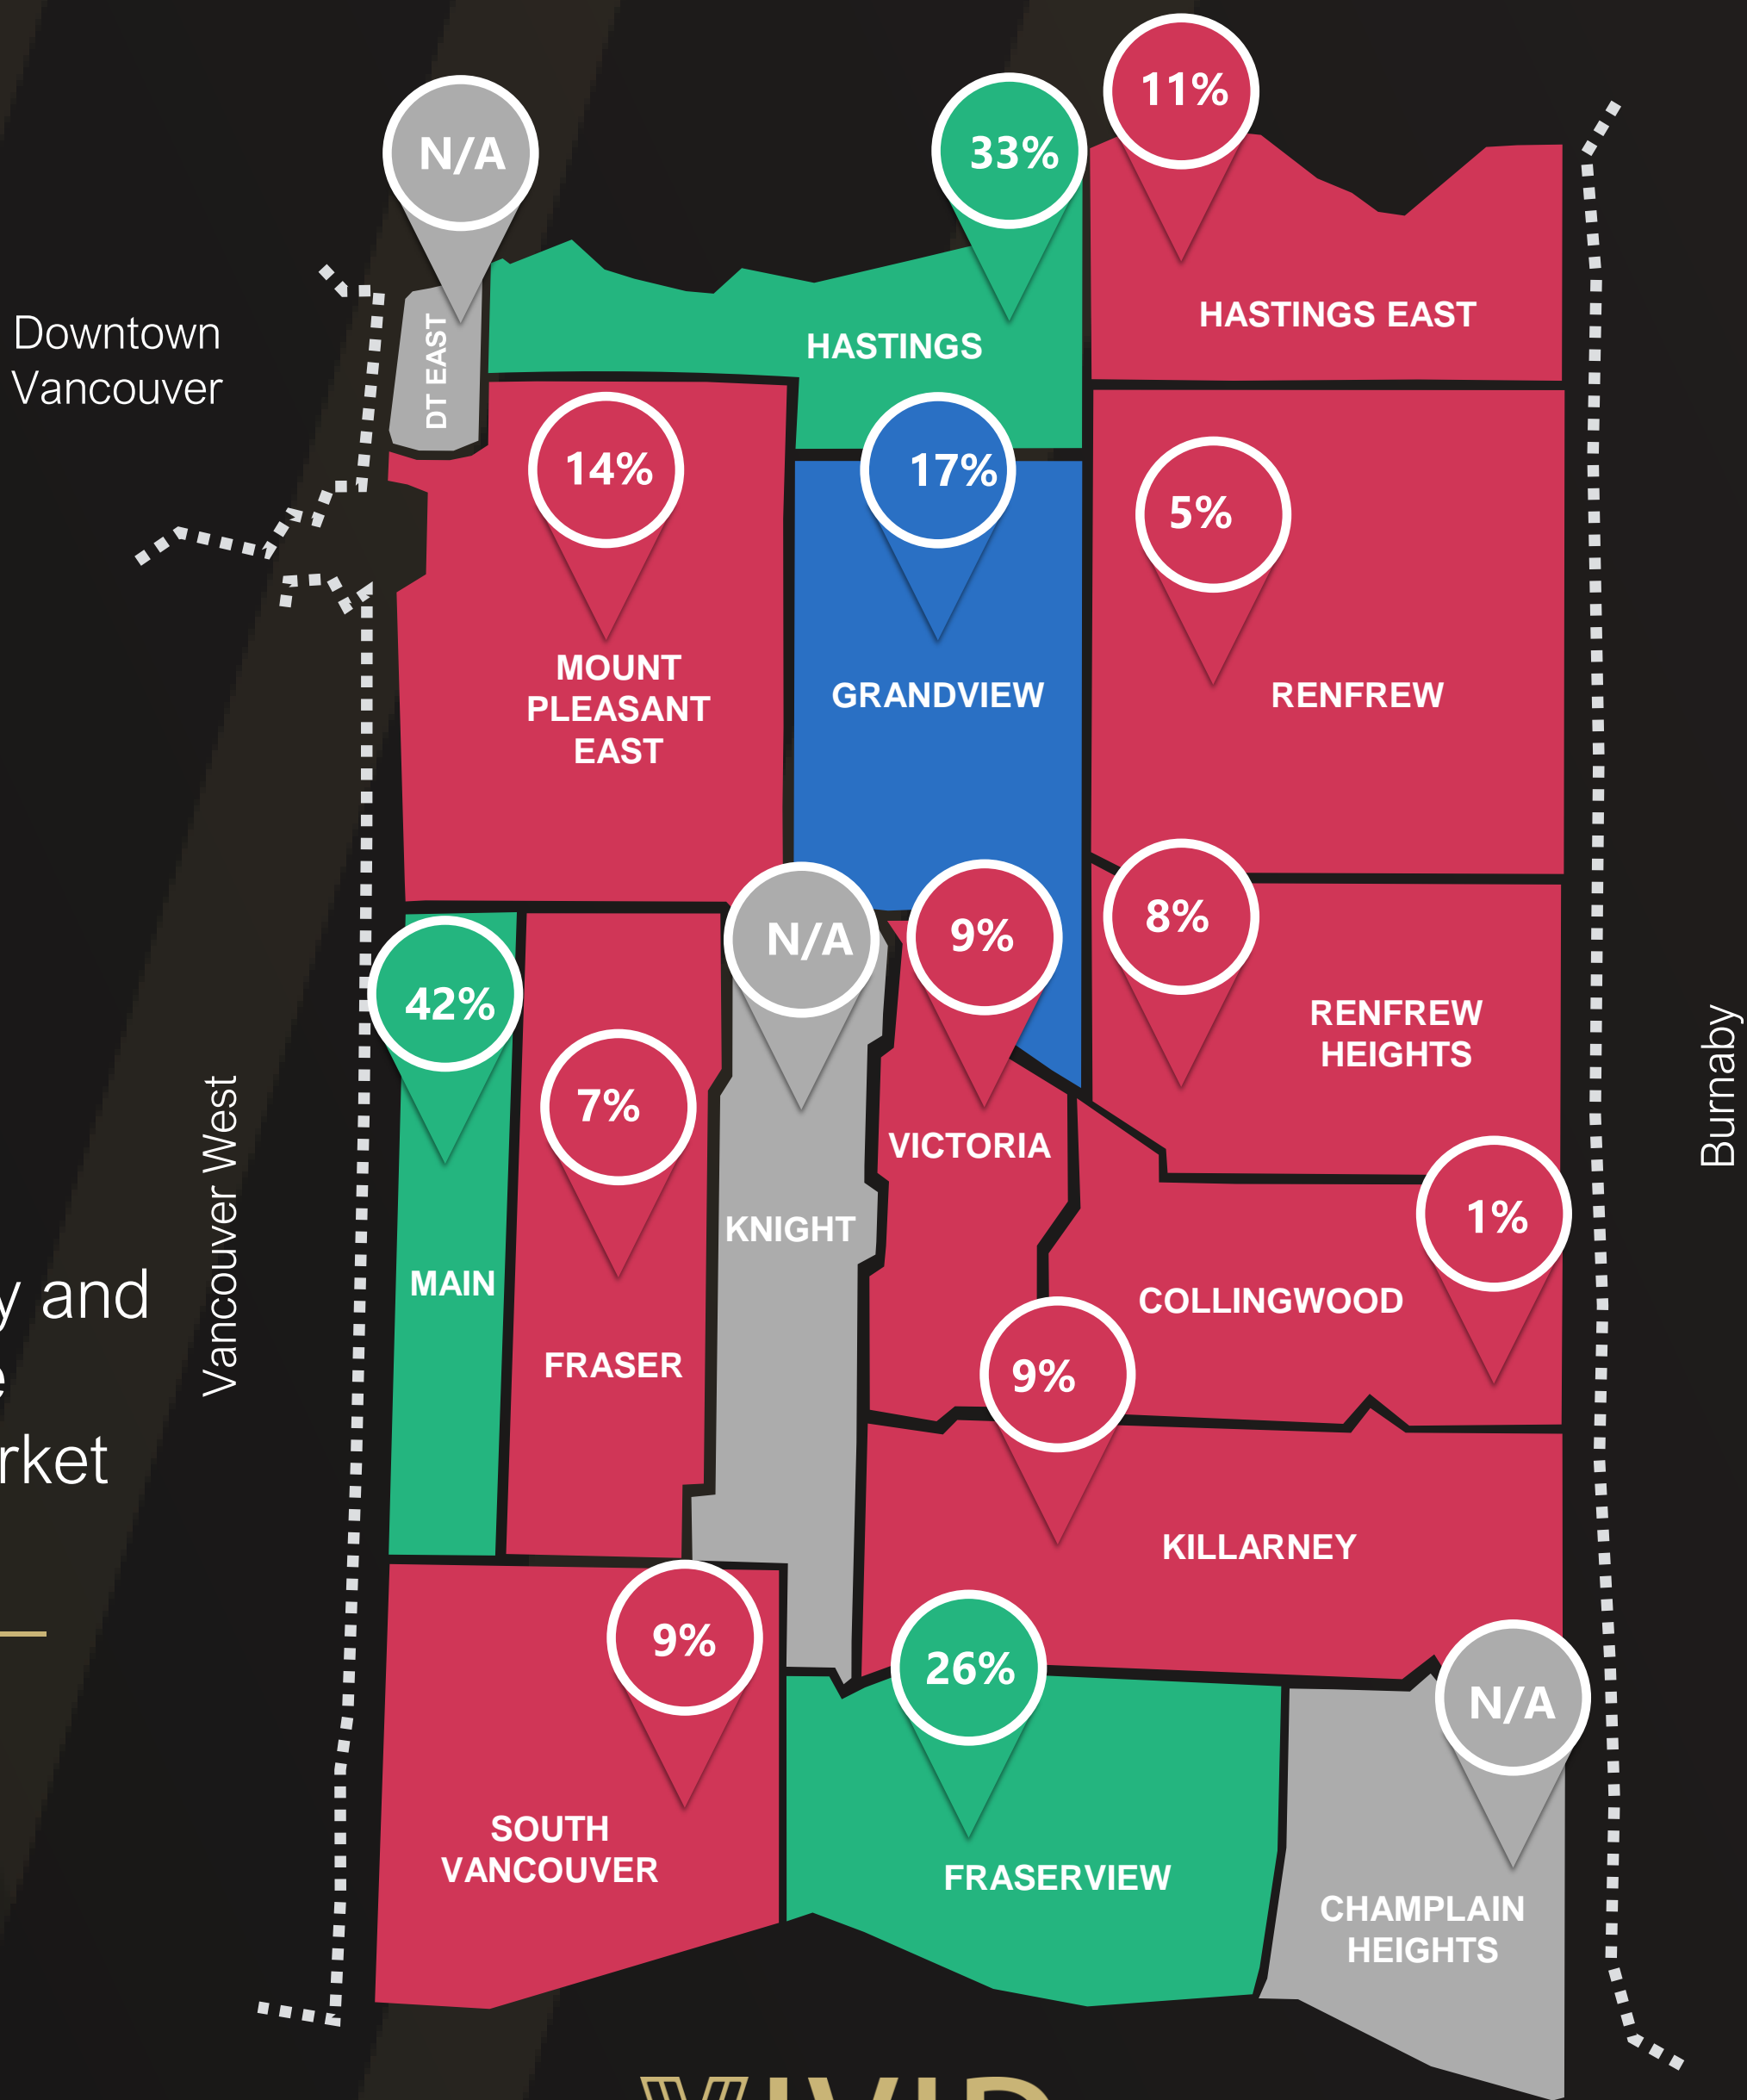 11%
N/A
33%
HASTINGS EAST
Downtown
Vancouver
DT EAST
HASTINGS
14%
17%
5%
MOUNT
PLEASANT
EAST
GRANDVIEW
RENFREW
42%
N/A
9%
8%
RENFREW
HEIGHTS
Burnaby
7%
VICTORIA
Vancouver West
KNIGHT
1%
MAIN
y and
COLLINGWOOD
FRASER
9%
e
rket
KILLARNEY
9%
26%
N/A
SOUTH
VANCOUVER
FRASERVIEW
CHAMPLAIN
HEIGHTS
VIVID